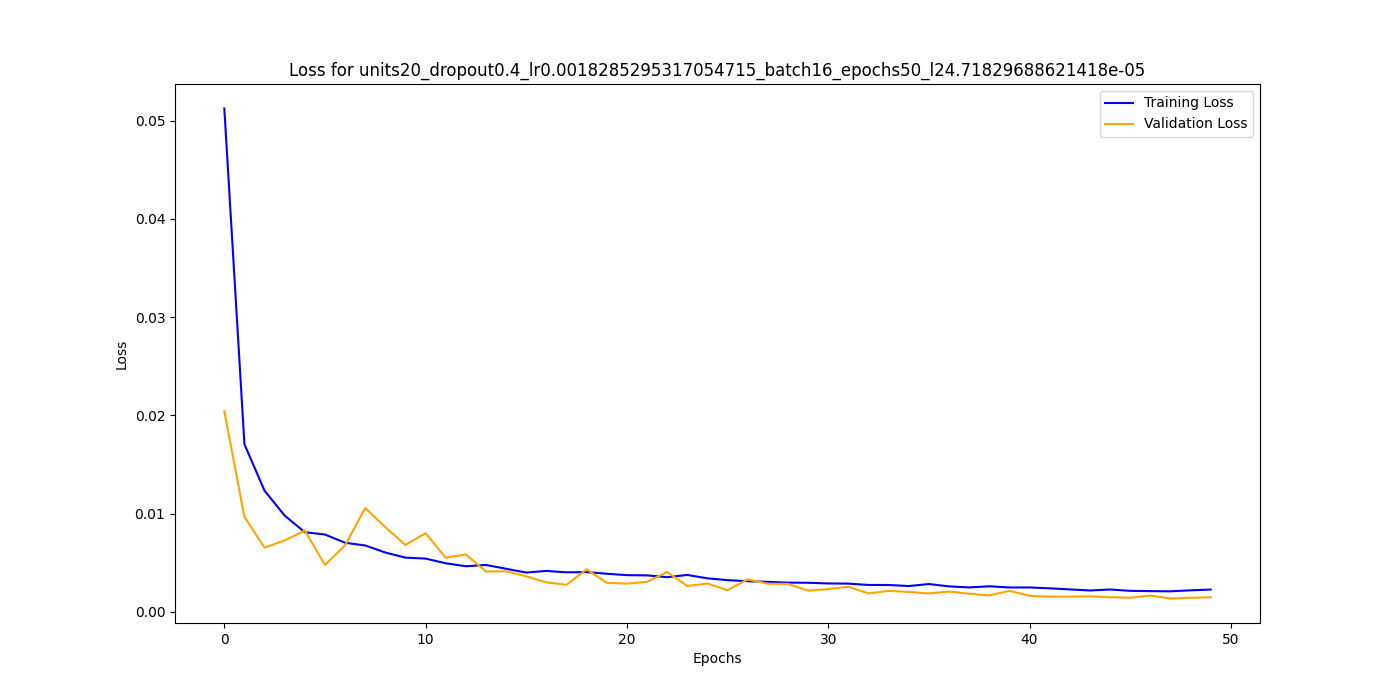 Loss for units20_dropout0.4_lr0.0018285295317054715_batch16_epochs50_l24.71829688621418e-05
Training Loss
Validation Loss
0.05
0.04
0.03
0.02
0.01
0.00
Loss
0 10 20 30 40 50
Epochs